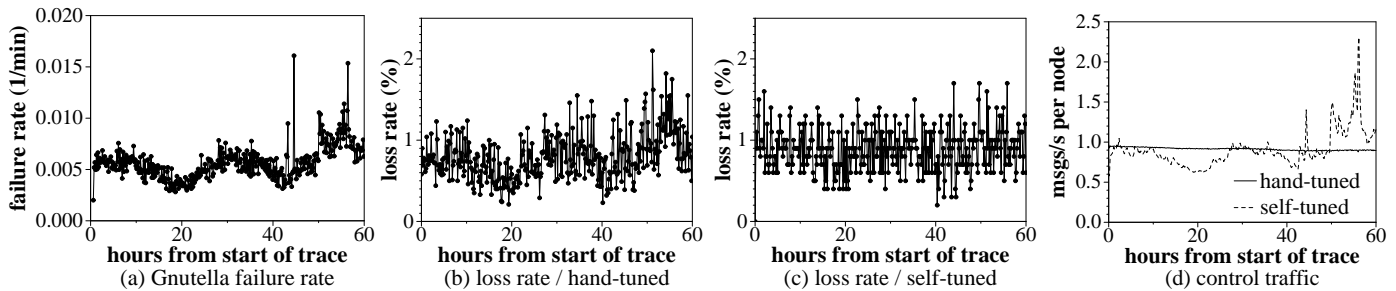 failure rate (1/min)
0.020
0.015
0.010
0.005
0.000
0 20 40 60
hours from start of trace
(a) Gnutella failure rate
loss rate (%)
2
1
0
0 20 40 60
hours from start of trace
(b) loss rate / hand-tuned
loss rate (%)
2
1
0
0 20 40 60
hours from start of trace
(c) loss rate / self-tuned
msgs/s per node
2.5
2.0
1.5
1.0
0.5
0.0
hand-tuned
self-tuned
0 20 40 60
hours from start of trace
(d) control traffic